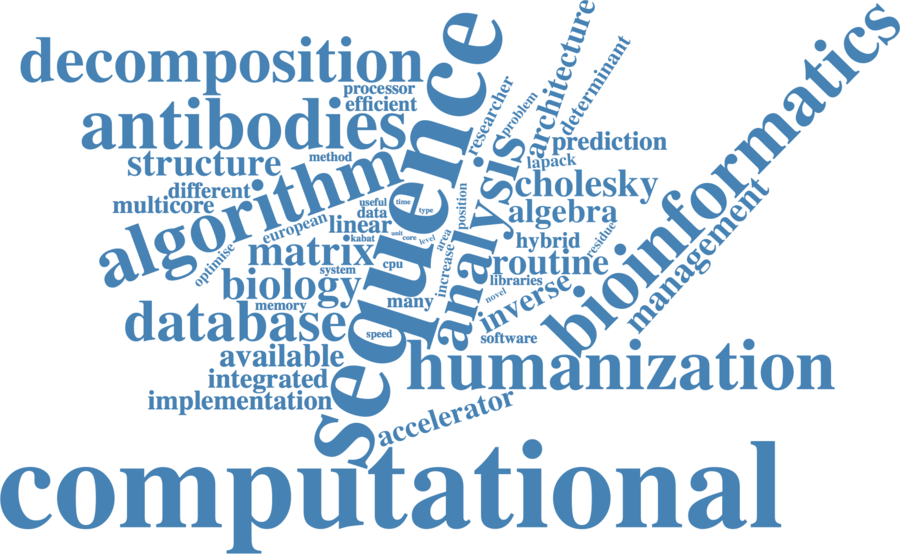 decomposition
processor
efficient
antibodies
structure
method
different
multicore
algorithm
european
optimise
useful
data
time
type
linear
kabat
unit
core
level
matrix
system
cpu
biology
memory
many
database
speed
available
integrated
implementation
sequence
researcher
problem
architecture
determinant
prediction
lapack
analysis
position
area
increase
cholesky
algebra
hybrid
residue
routine
libraries
novel
inverse
software
bioinformatics
management
humanization
accelerator
computational